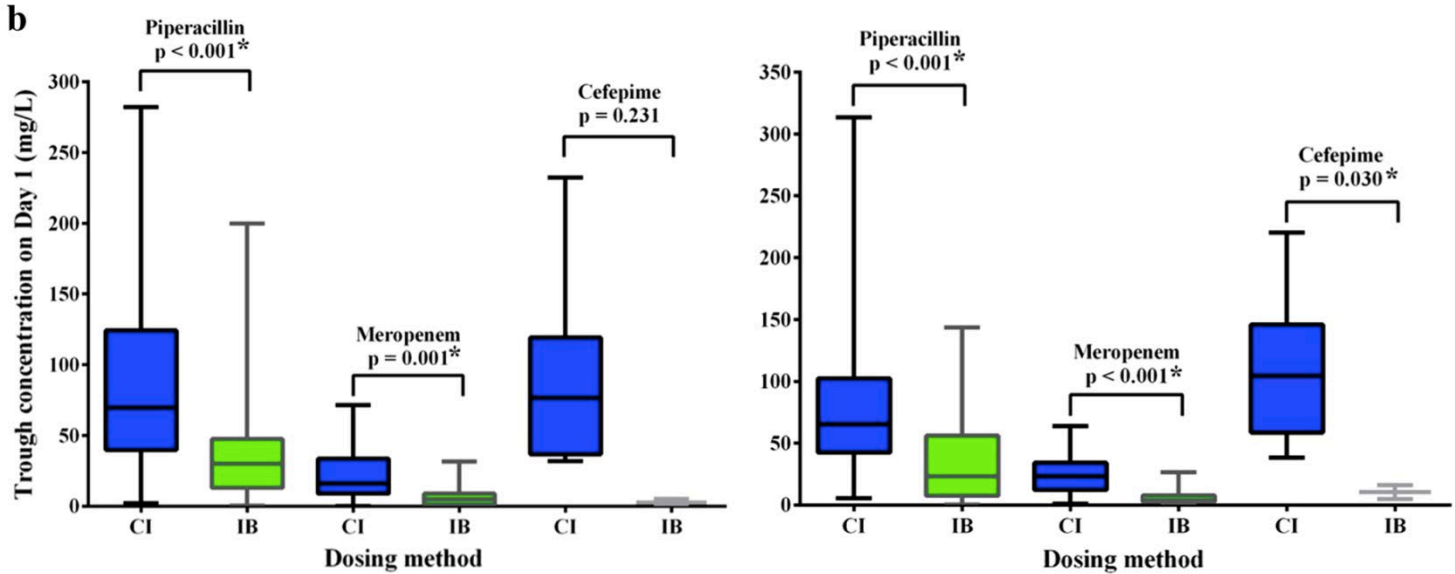 b
Piperacillin
p < 0.001*
Cefepime
p = 0.231
Meropenem
p = 0.001*
Trough concentration on Day 1 (mg/L)
300
250
200
150
100
50
0
CI IB CI IB CI IB
Dosing method
Piperacillin
p < 0.001*
Cefepime
p = 0.030*
Meropenem
p < 0.001*
350
300
250
200
150
100
50
0
CI IB CI IB CI IB
Dosing method